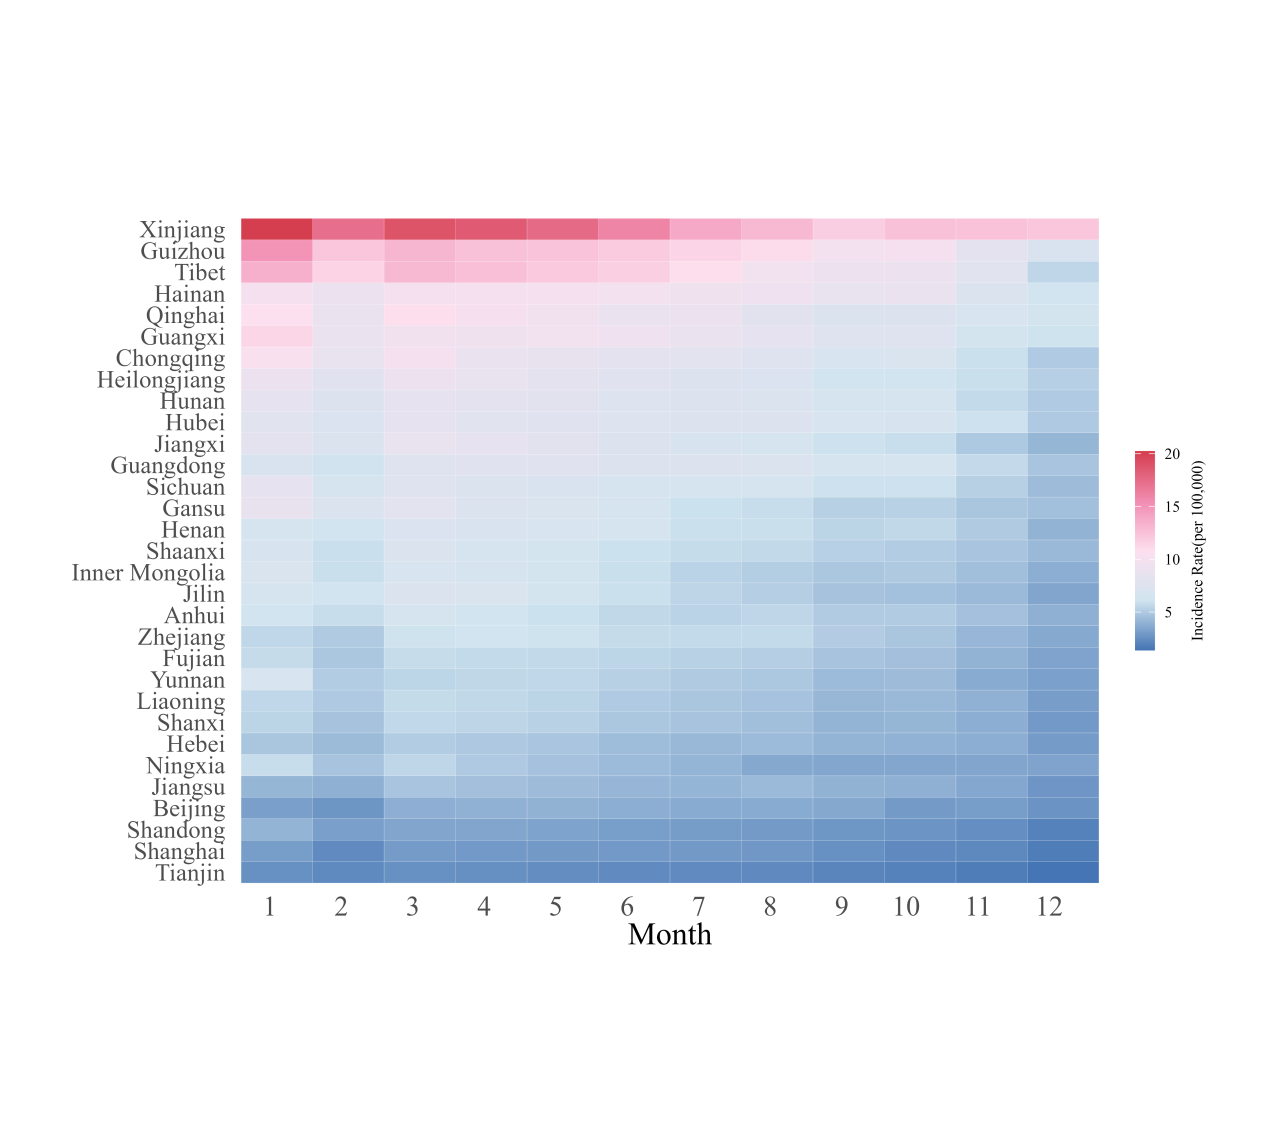 Xinjiang
Guizhou
Tibet
Hainan
Qinghai
Guangxi
Chongqing
Heilongjiang
Hunan
Hubei
Jiangxi
Guangdong
Sichuan
Gansu
Henan
Shaanxi
Inner Mongolia
Jilin
Anhui
Zhejiang
Fujian
Yunnan
Liaoning
Shanxi
Hebei
Ningxia
Jiangsu
Beijing
Shandong
Shanghai
Tianjin
1 2 3 4 5 6 7 8 9 10 11 12
Month
20
15
10
5
Incidence Rate(per 100,000)